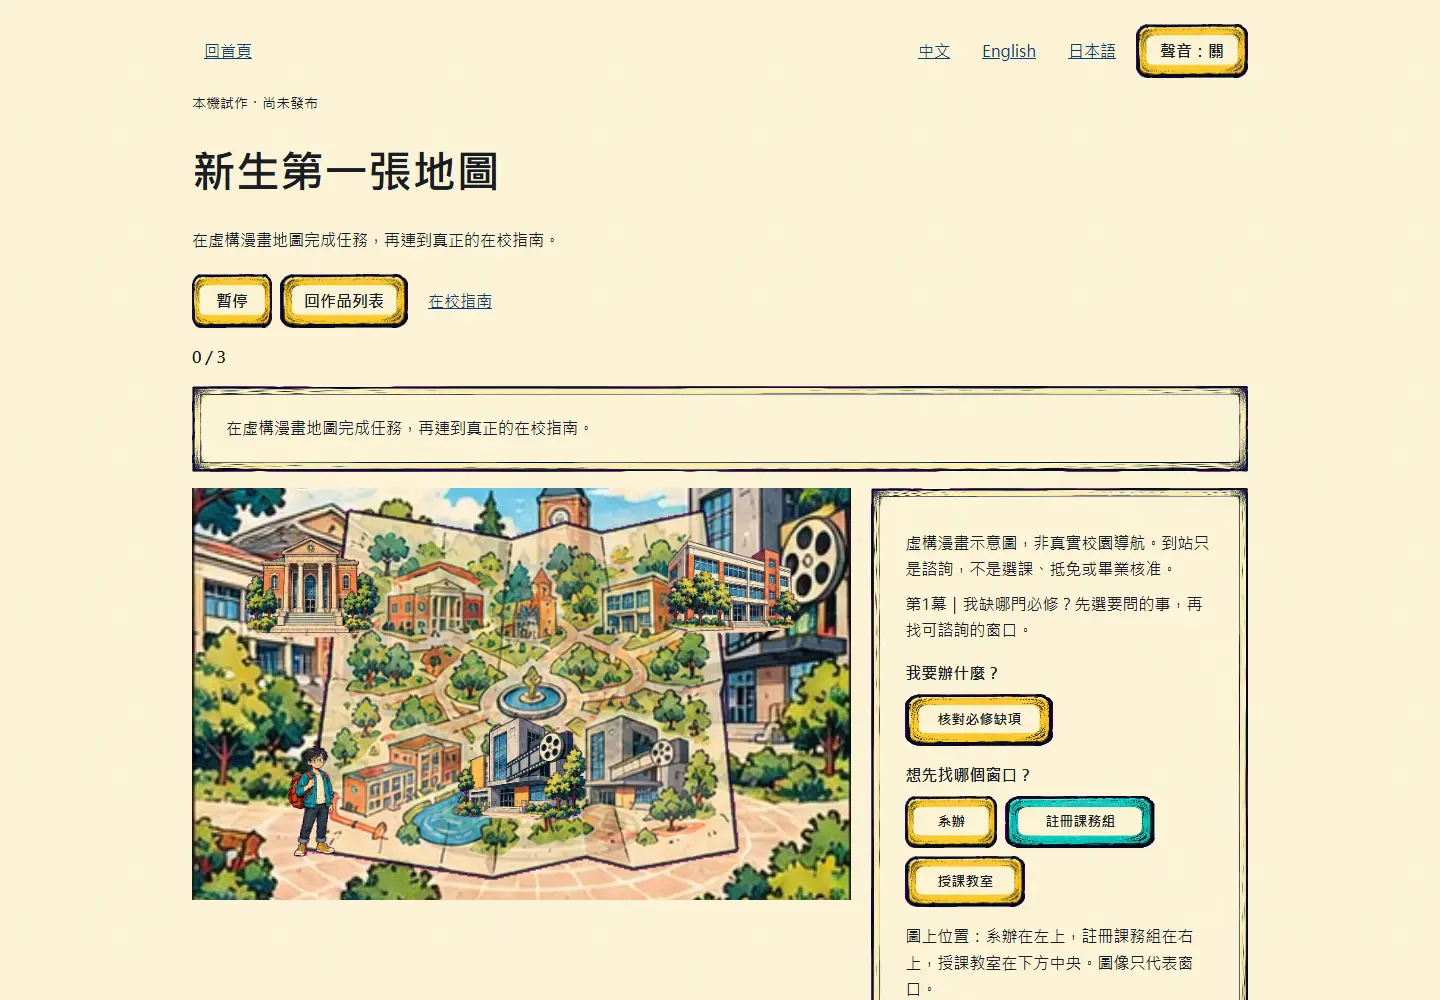 回首頁
中文 English 日本語 聲音：關
本機試作・尚未發布
新生第一張地圖
在虛構漫畫地圖完成任務，再連到真正的在校指南。
暫停 回作品列表 在校指南
0 / 3
在虛構漫畫地圖完成任務，再連到真正的在校指南。
虛構漫畫示意圖，非真實校園導航。到站只
是諮詢，不是選課、抵免或畢業核准。
第1幕｜我缺哪門必修？先選要問的事，再
找可諮詢的窗口。
我要辦什麼？
核對必修缺項
想先找哪個窗口？
系辦 註冊課務組
授課教室
圖上位置：系辦在左上，註冊課務組在右
上，授課教室在下方中央。圖像只代表窗
口。